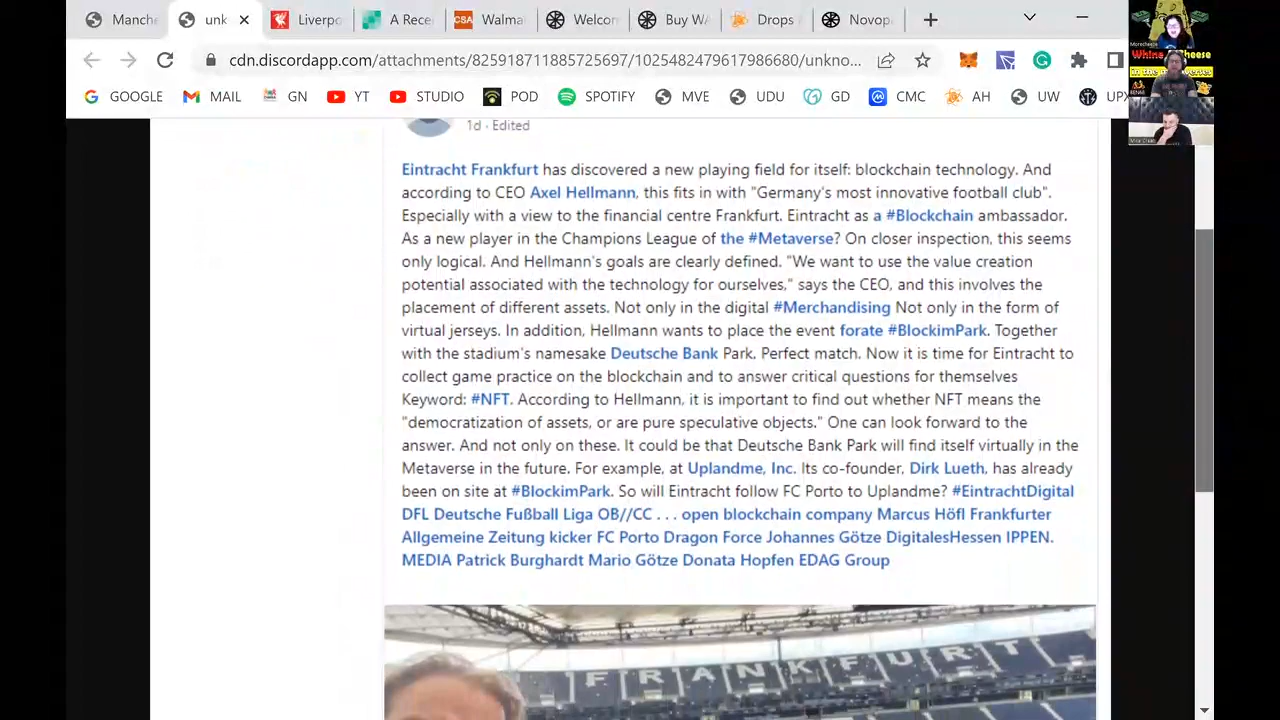 Manche
unk
Liverpo
A Rece
Walma
Welcon
Buy W
Drops
Novop
cdn.discordapp.com/attachments/825918711885725697/1025482479817986680/unkno...
GOOGLE
MAIL
GN
YT
STUDIO
POD
SPOTIFY
MVE
EDU
GD
CMC
AH
UW
UPX
1d · Edited
Eintracht Frankfurt has discovered a new playing field for itself: blockchain technology. And
according to CEO Axel Hellmann, this fits in with "Germany's most innovative football club".
Especially with a view to the financial centre Frankfurt. Eintracht as a #Blockchain ambassador.
As a new player in the Champions League of the #Metaverse? On closer inspection, this seems
only logical. And Hellmann's goals are clearly defined. "We want to use the value creation
potential associated with the technology for ourselves," says the CEO, and this involves the
placement of different assets. Not only in the digital #Merchandising Not only in the form of
virtual jerseys. In addition, Hellmann wants to place the event forate #BlockimPark. Together
with the stadium's namesake Deutsche Bank Park. Perfect match. Now it is time for Eintracht to
collect game practice on the blockchain and to answer critical questions for themselves
Keyword: #NFT. According to Hellmann, it is important to find out whether NFT means the
"democratization of assets, or are pure speculative objects." One can look forward to the
answer. And not only on these. It could be that Deutsche Bank Park will find itself virtually in the
Metaverse in the future. For example, at Uplandme, Inc. Its co-founder, Dirk Lueth, has already
been on site at #BlockimPark. So will Eintracht follow FC Porto to Uplandme? #EintrachtDigital
DFL Deutsche Fußball Liga OB//CC . . . open blockchain company Marcus Höfl Frankfurter
Allgemeine Zeitung kicker FC Porto Dragon Force Johannes Götze DigitalesHessen IPPEN.
MEDIA Patrick Burghardt Mario Götze Donata Hopfen EDAG Group
FRANKFURT